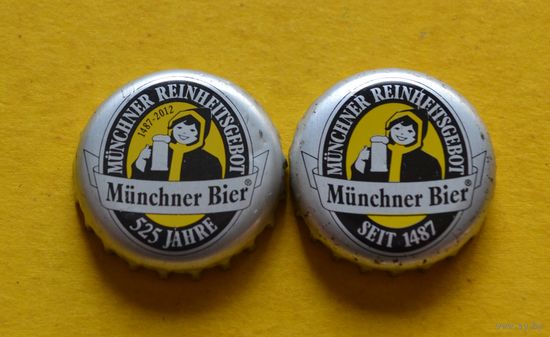 MÜNCHNER REINHEITSGEBOT
1487-2012
Münchner Bier®
525 JAHRE
MÜNCHNER REINHEITSGEBOT
Münchner Bier®
SEIT 1487